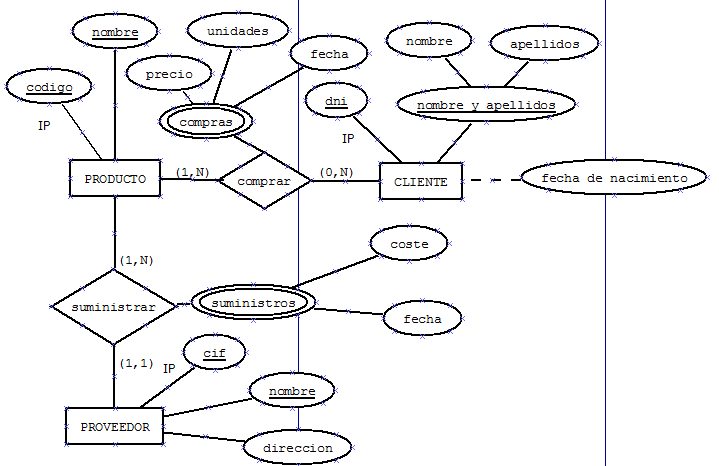 nombre
unidades
nombre
apellidos
fecha
precio
codigo
dni
nombre y apellidos
compras
IP
IP
PRODUCTO
(1,N)
comprar
(0,N)
CLIENTE
fecha de nacimiento
coste
(1,N)
suministrar
suministros
fecha
cif
(1,1)
IP
nombre
PROVEEDOR
direccion